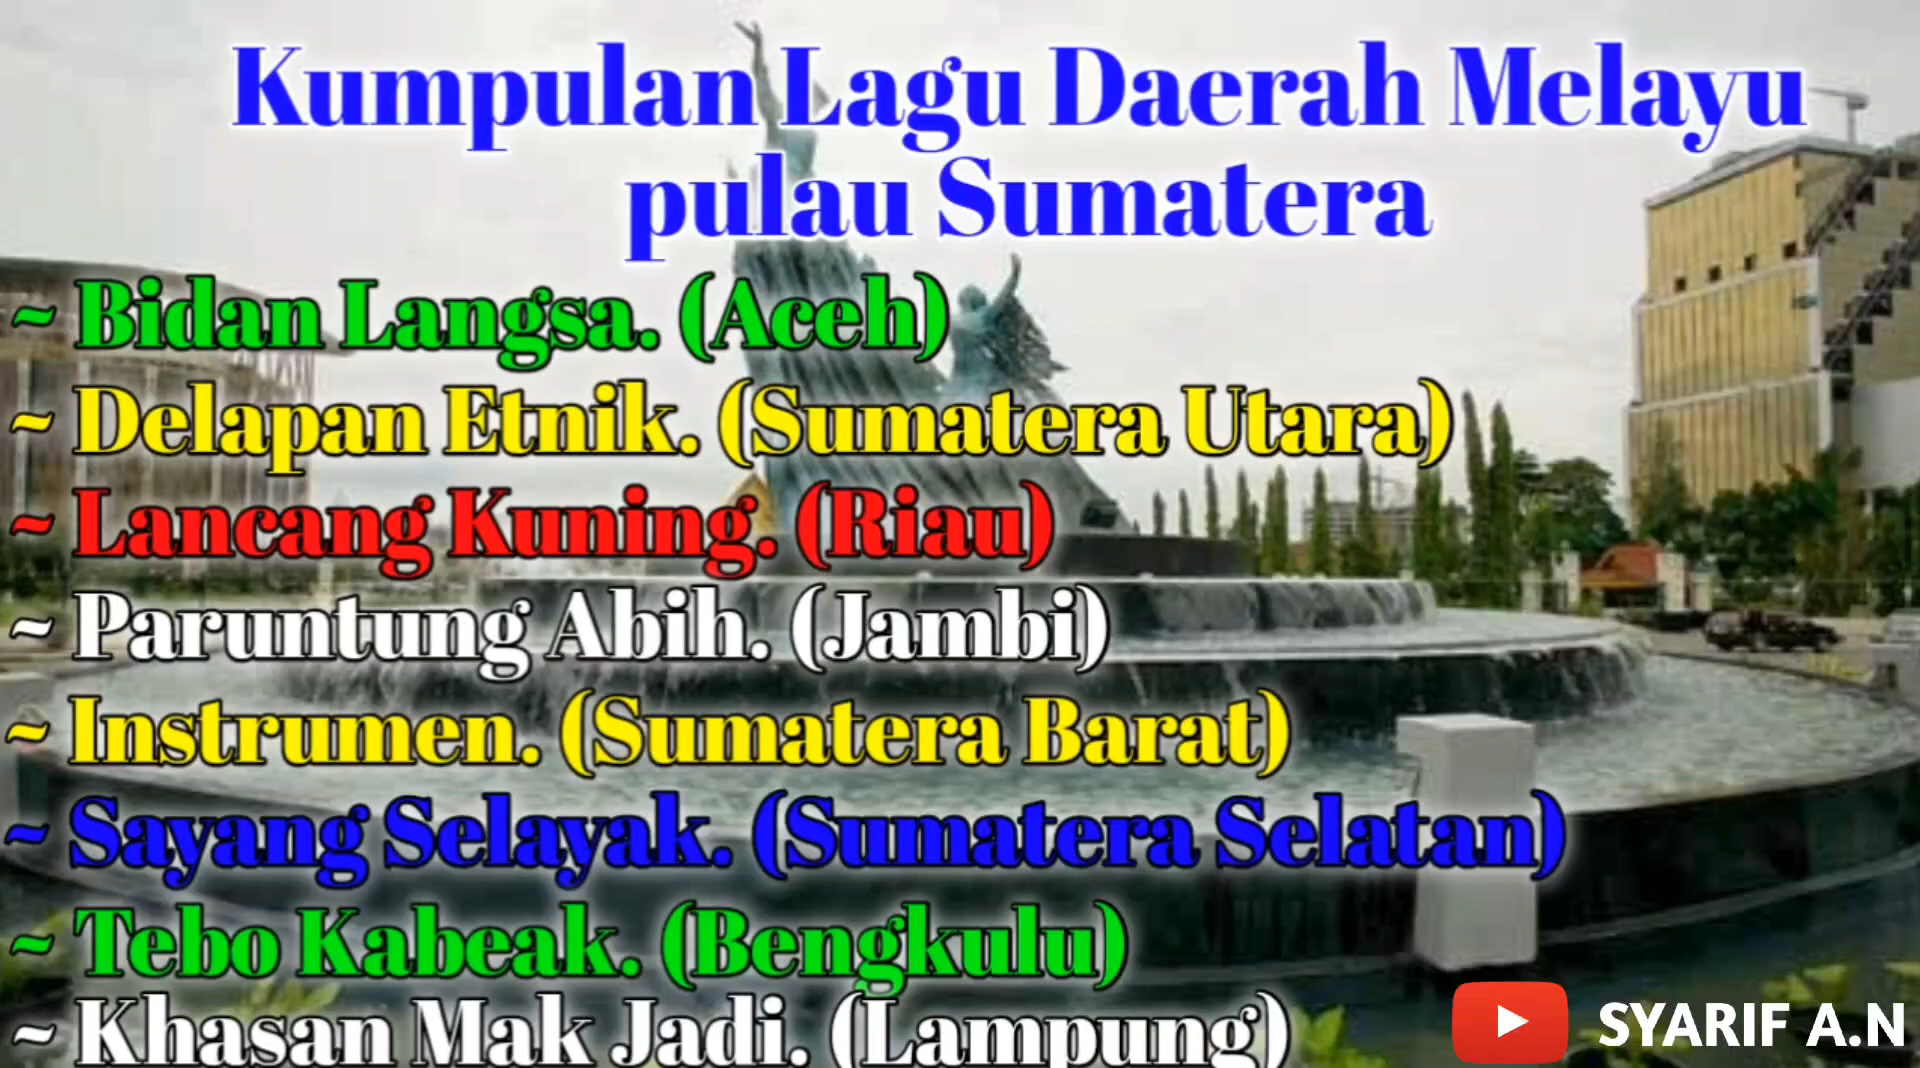 Kumpulan Lagu Daerah Melayu
pulau Sumatera
~ Bidan Langsa. (Aceh)
~ Delapan Etnik. (Sumatera Utara)
~ Lancang Kuning. (Riau)
~ Paruntung Abih. (Jambi)
~ Instrumen. (Sumatera Barat)
~ Sayang Selayak. (Sumatera Selatan)
~ Tebo Kabeak. (Bengkulu)
~ Khasan Mak Jadi. (Lampung)
SYARIF A.N